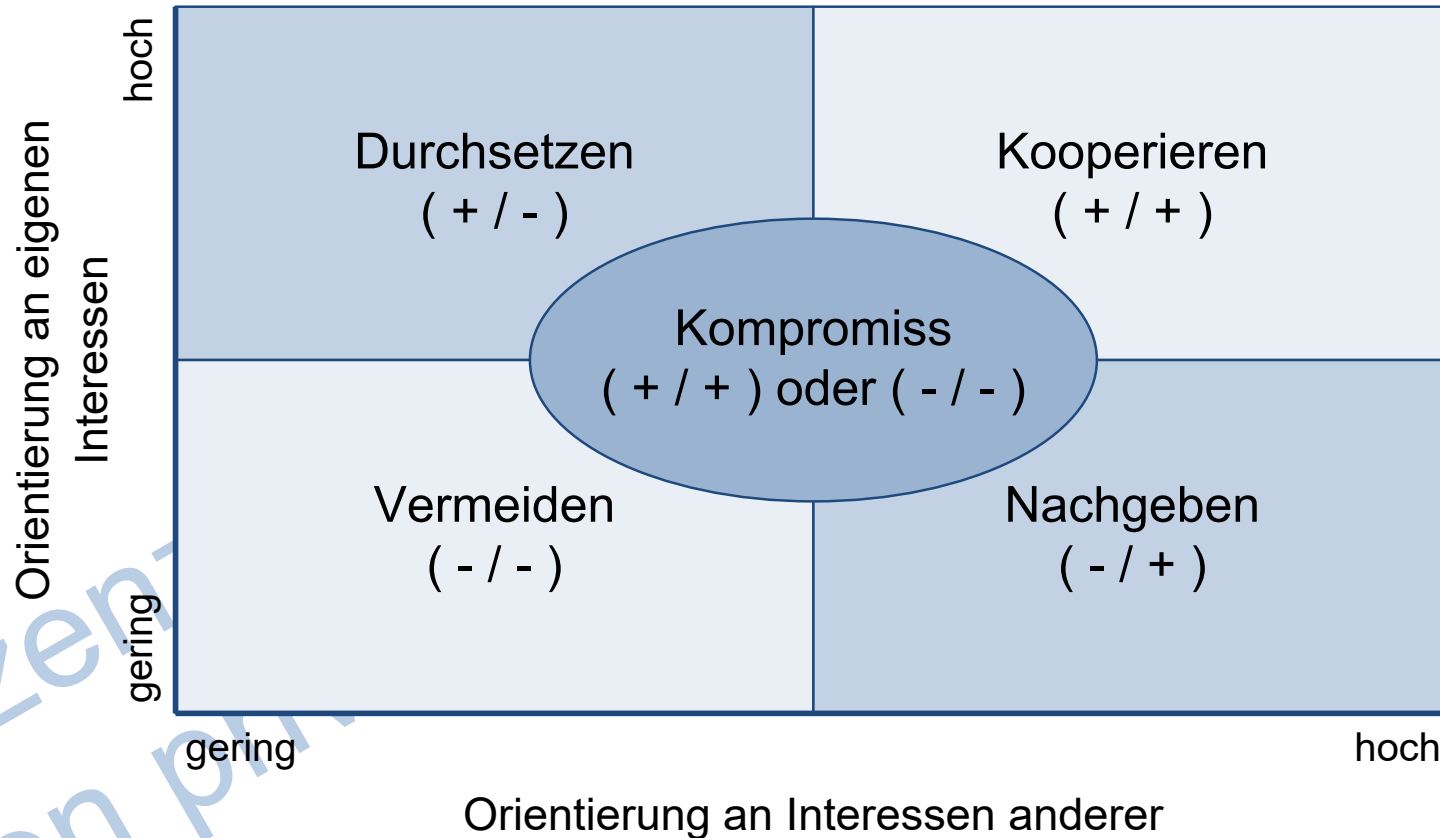 hoch
Orientierung an eigenen
Interessen
gering
Durchsetzen
( + / - )
Kooperieren
( + / + )
Kompromiss
( + / + ) oder ( - / - )
Vermeiden
( - / - )
Nachgeben
( - / + )
gering
hoch
Orientierung an Interessen anderer